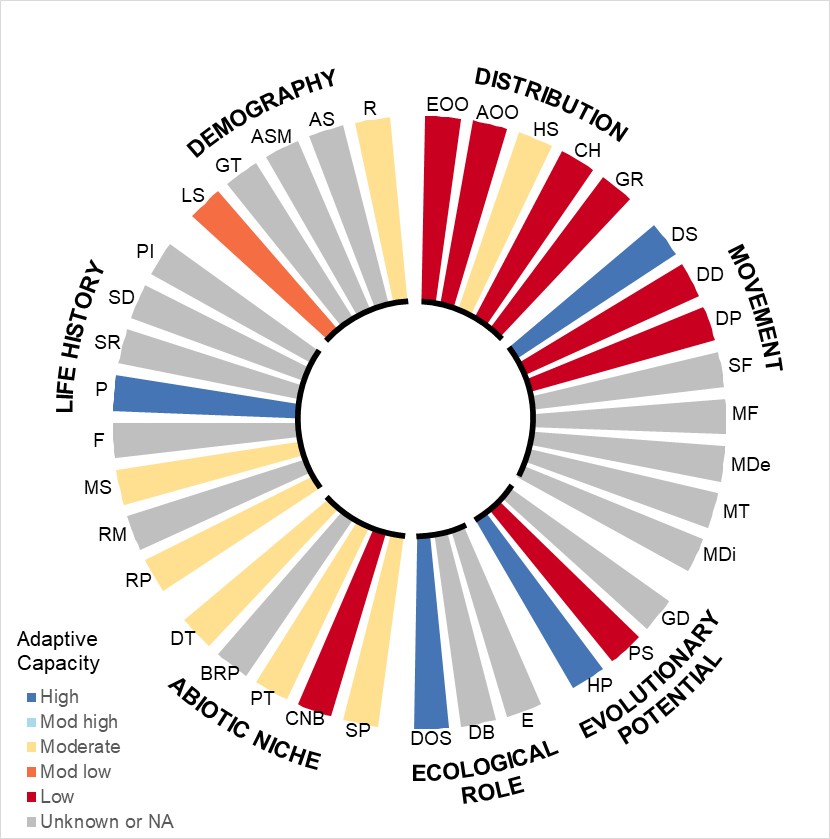 DISTRIBUTION
EOO
AOO
HS
CH
GR
MOVEMENT
DS
DD
DP
SF
MF
MDe
MT
MDi
EVOLUTIONARY
POTENTIAL
GD
PS
HP
ECOLOGICAL
ROLE
E
DB
DOS
ABIOTIC NICHE
SP
CNB
PT
BRP
DT
LIFE HISTORY
RP
RM
MS
F
P
SR
SD
PI
DEMOGRAPHY
LS
GT
ASM
AS
R
Adaptive
Capacity
High
Mod high
Moderate
Mod low
Low
Unknown or NA